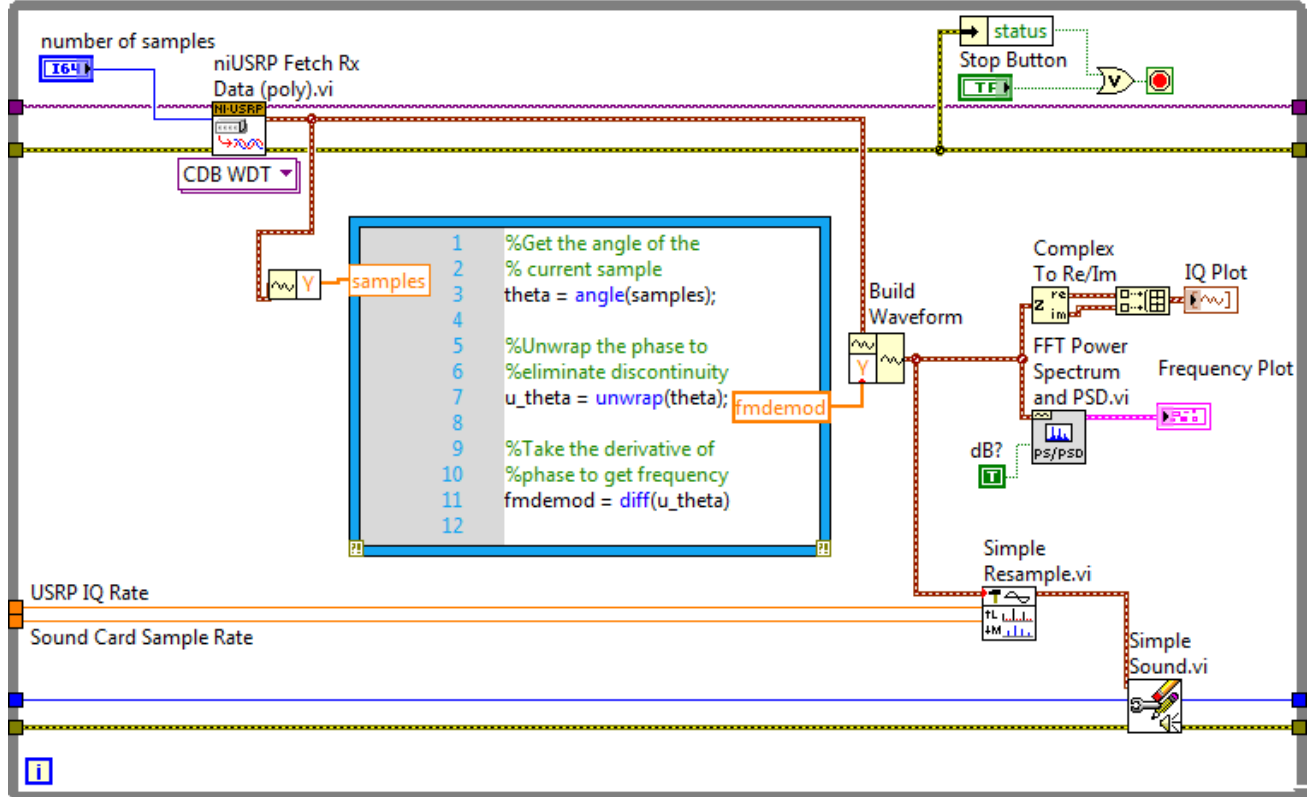 number of samples
I64
niUSRP Fetch Rx
Data (poly).vi
NI-USRP
CDB WDT
status
Stop Button
TF
V
Y
samples
1 %Get the angle of the
2 % current sample
3 theta = angle(samples);
4
5 %Unwrap the phase to
6 %eliminate discontinuity
7 u_theta = unwrap(theta);
8
9 %Take the derivative of
10 %phase to get frequency
11 fmdemod = diff(u_theta)
12
fmdemod
Build
Waveform
Y
Complex
To Re/Im
z re
im
IQ Plot
FFT Power
Spectrum
and PSD.vi
PS/PSD
Frequency Plot
dB?
T
Simple
Resample.vi
↑L
↓M
USRP IQ Rate
Sound Card Sample Rate
Simple
Sound.vi
i